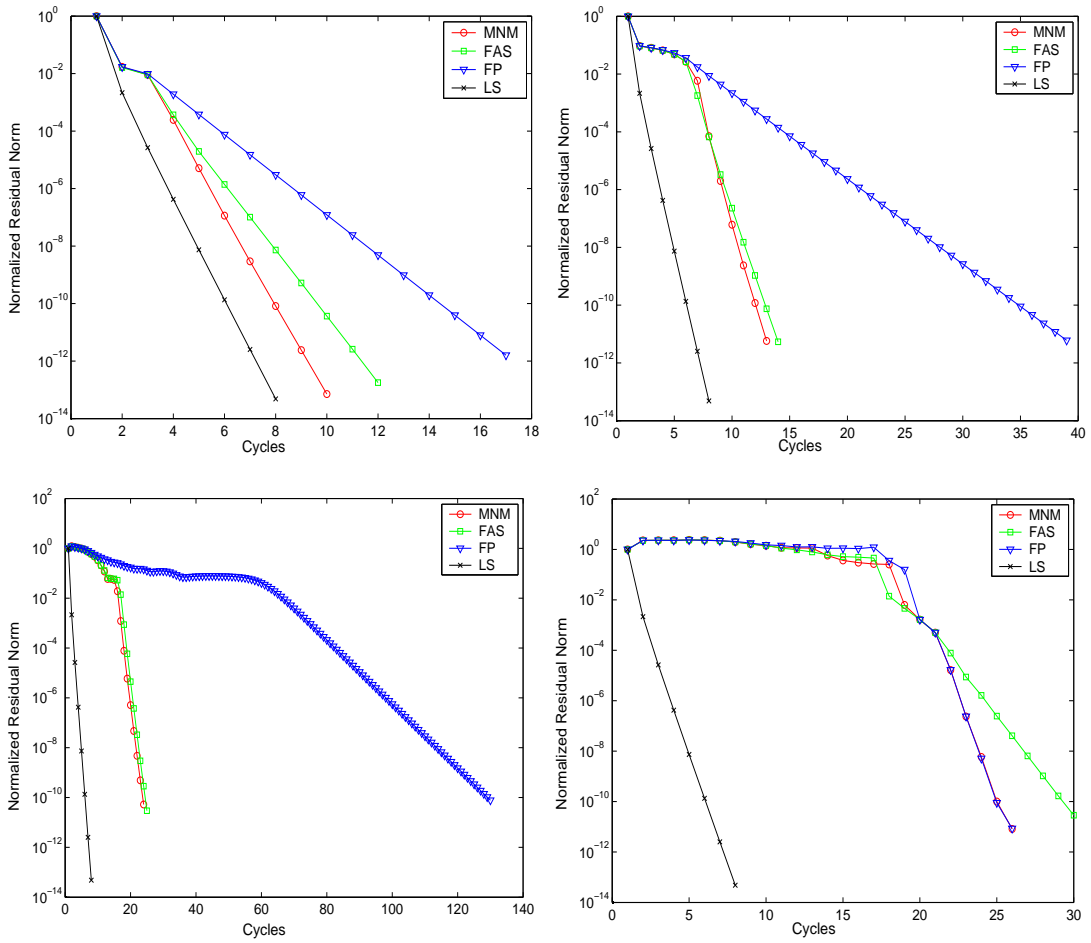 10^0
10^-2
10^-4
10^-6
10^-8
10^-10
10^-12
10^-14
Normalized Residual Norm
0 2 4 6 8 10 12 14 16 18
Cycles
MNM
FAS
FP
LS
10^0
10^-2
10^-4
10^-6
10^-8
10^-10
10^-12
10^-14
Normalized Residual Norm
0 5 10 15 20 25 30 35 40
Cycles
MNM
FAS
FP
LS
10^2
10^0
10^-2
10^-4
10^-6
10^-8
10^-10
10^-12
10^-14
Normalized Residual Norm
0 20 40 60 80 100 120 140
Cycles
MNM
FAS
FP
LS
10^2
10^0
10^-2
10^-4
10^-6
10^-8
10^-10
10^-12
10^-14
Normalized Residual Norm
0 5 10 15 20 25 30
Cycles
MNM
FAS
FP
LS